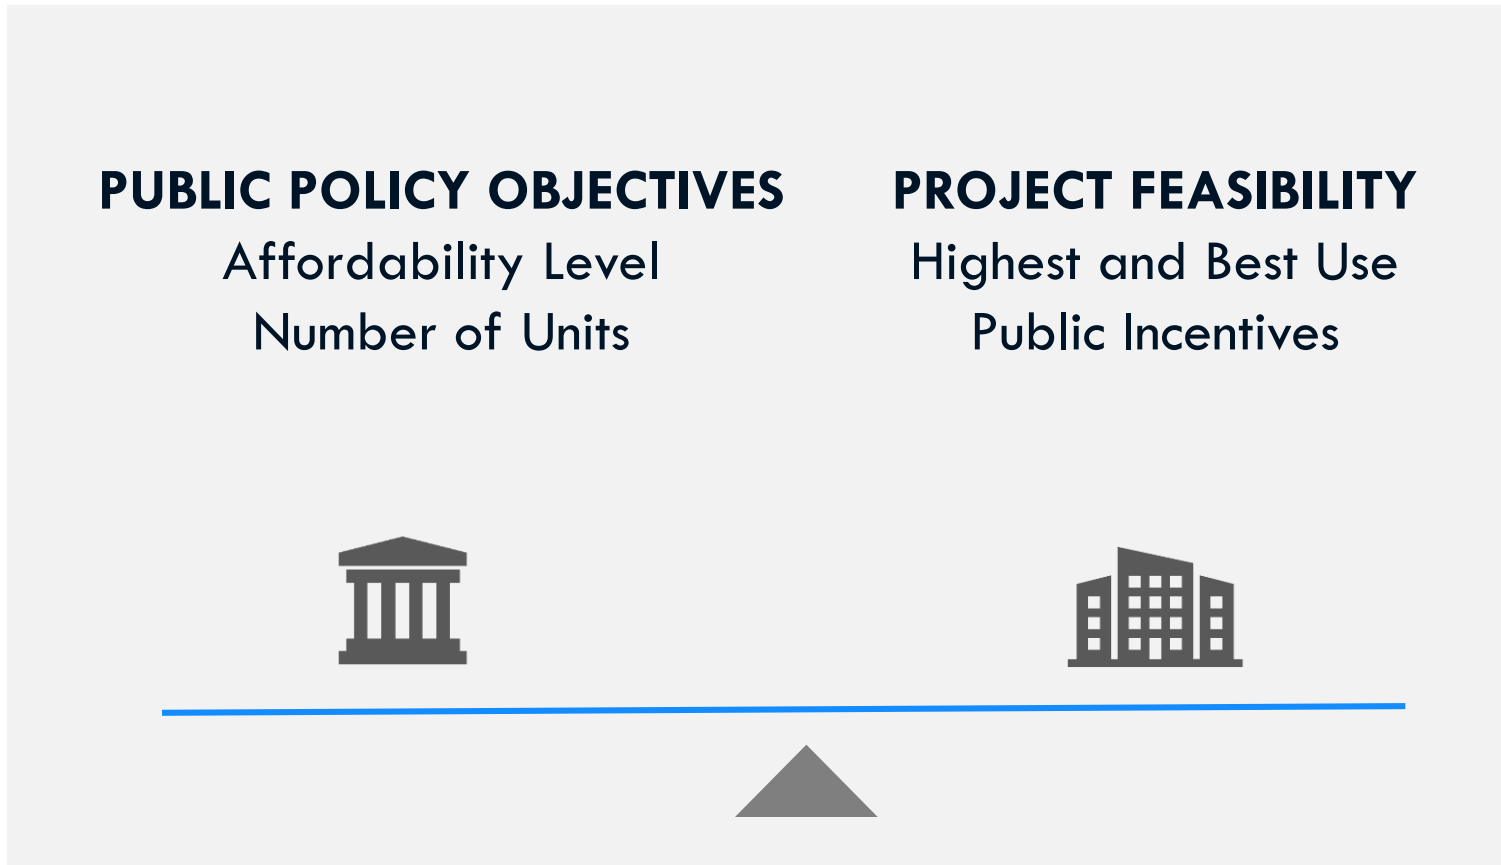 PUBLIC POLICY OBJECTIVES
Affordability Level
Number of Units
PROJECT FEASIBILITY
Highest and Best Use
Public Incentives